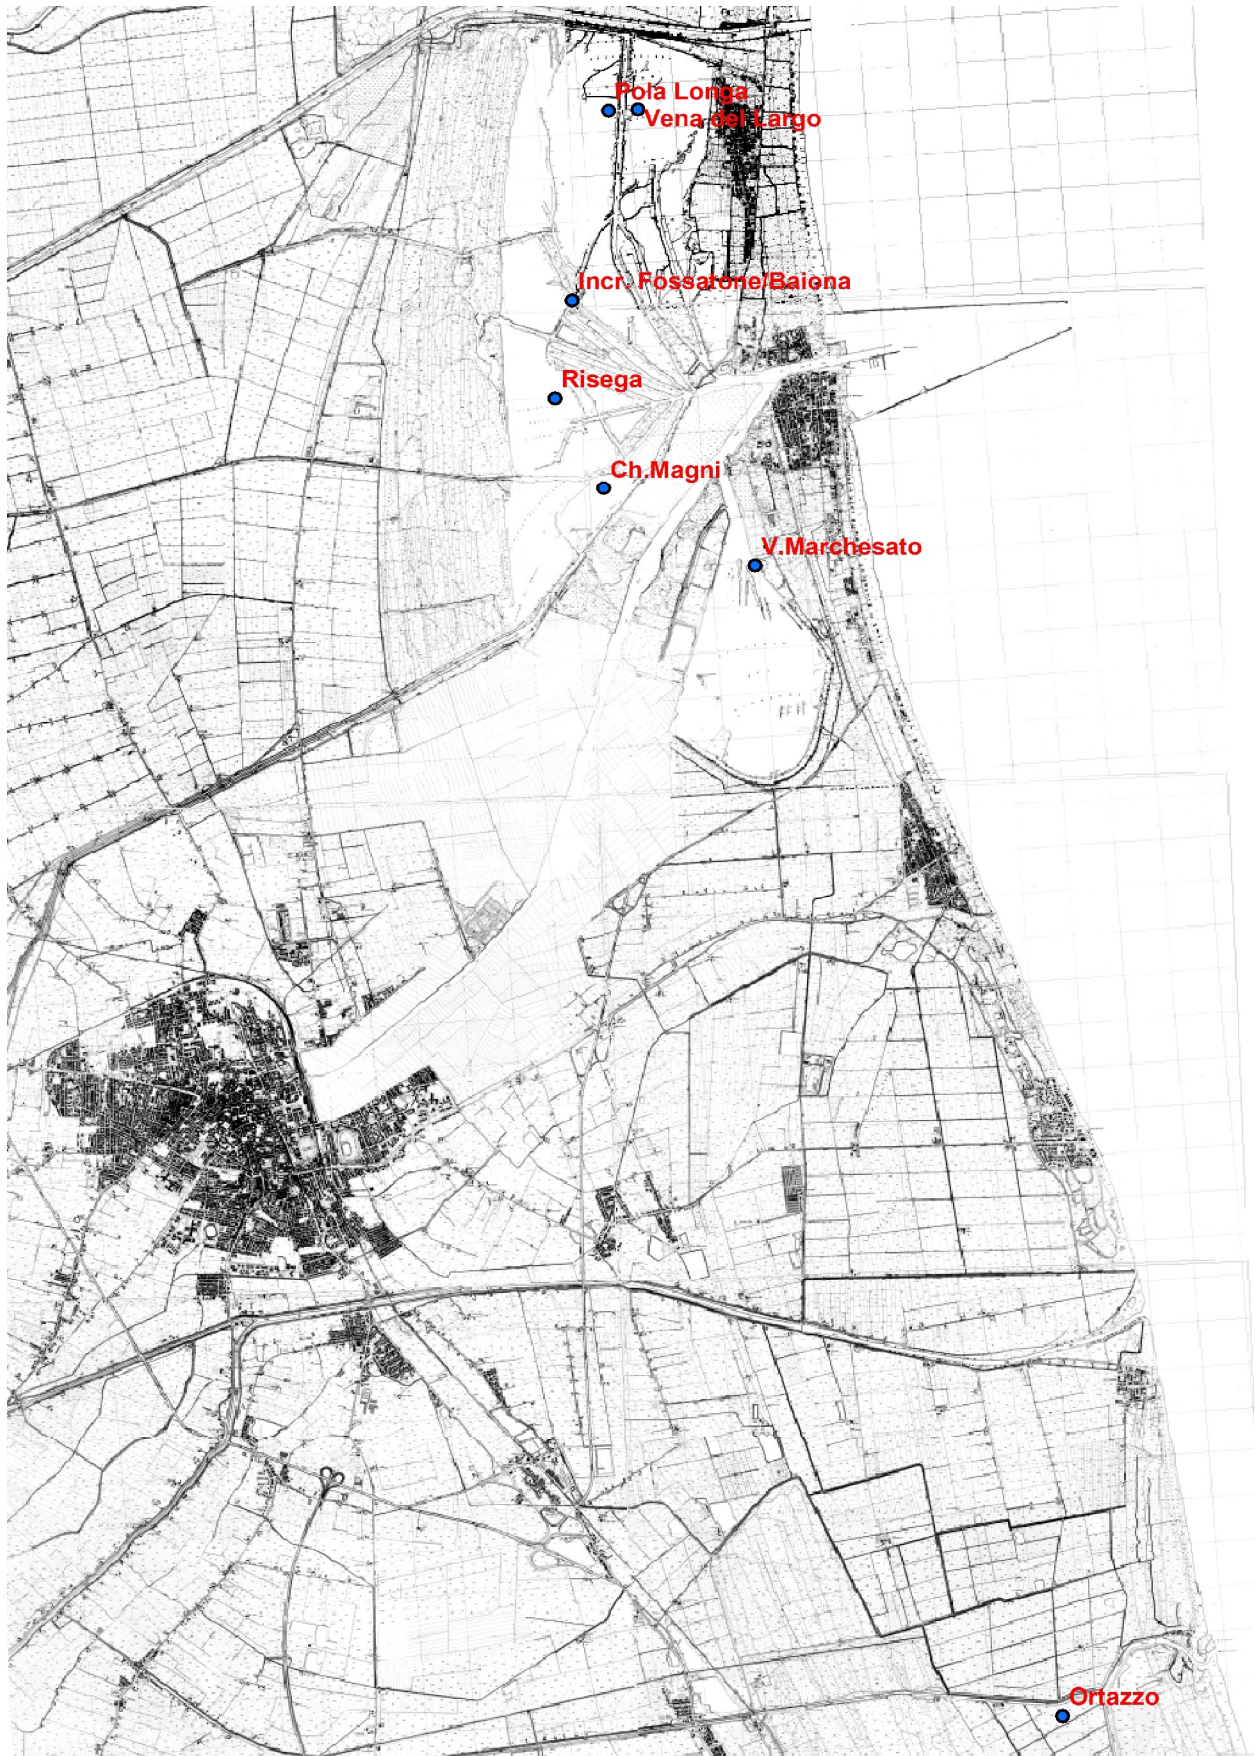 Pola Longa
Vena del Largo
Incr. Fossatone/Baiona
Risega
Ch.Magni
V.Marchesato
Ortazzo